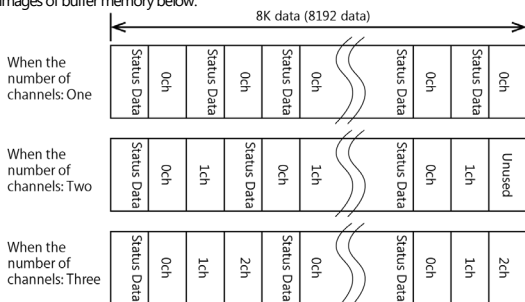 images of buffer memory below.
8K data (8192 data)
When the
number of
channels: One
Status Data
0ch
Status Data
0ch
Status Data
0ch
Status Data
0ch
Status Data
0ch
When the
number of
channels: Two
Status Data
0ch
1ch
Status Data
0ch
1ch
Status Data
0ch
1ch
Unused
When the
number of
channels: Three
Status Data
0ch
1ch
2ch
Status Data
0ch
Status Data
0ch
1ch
2ch